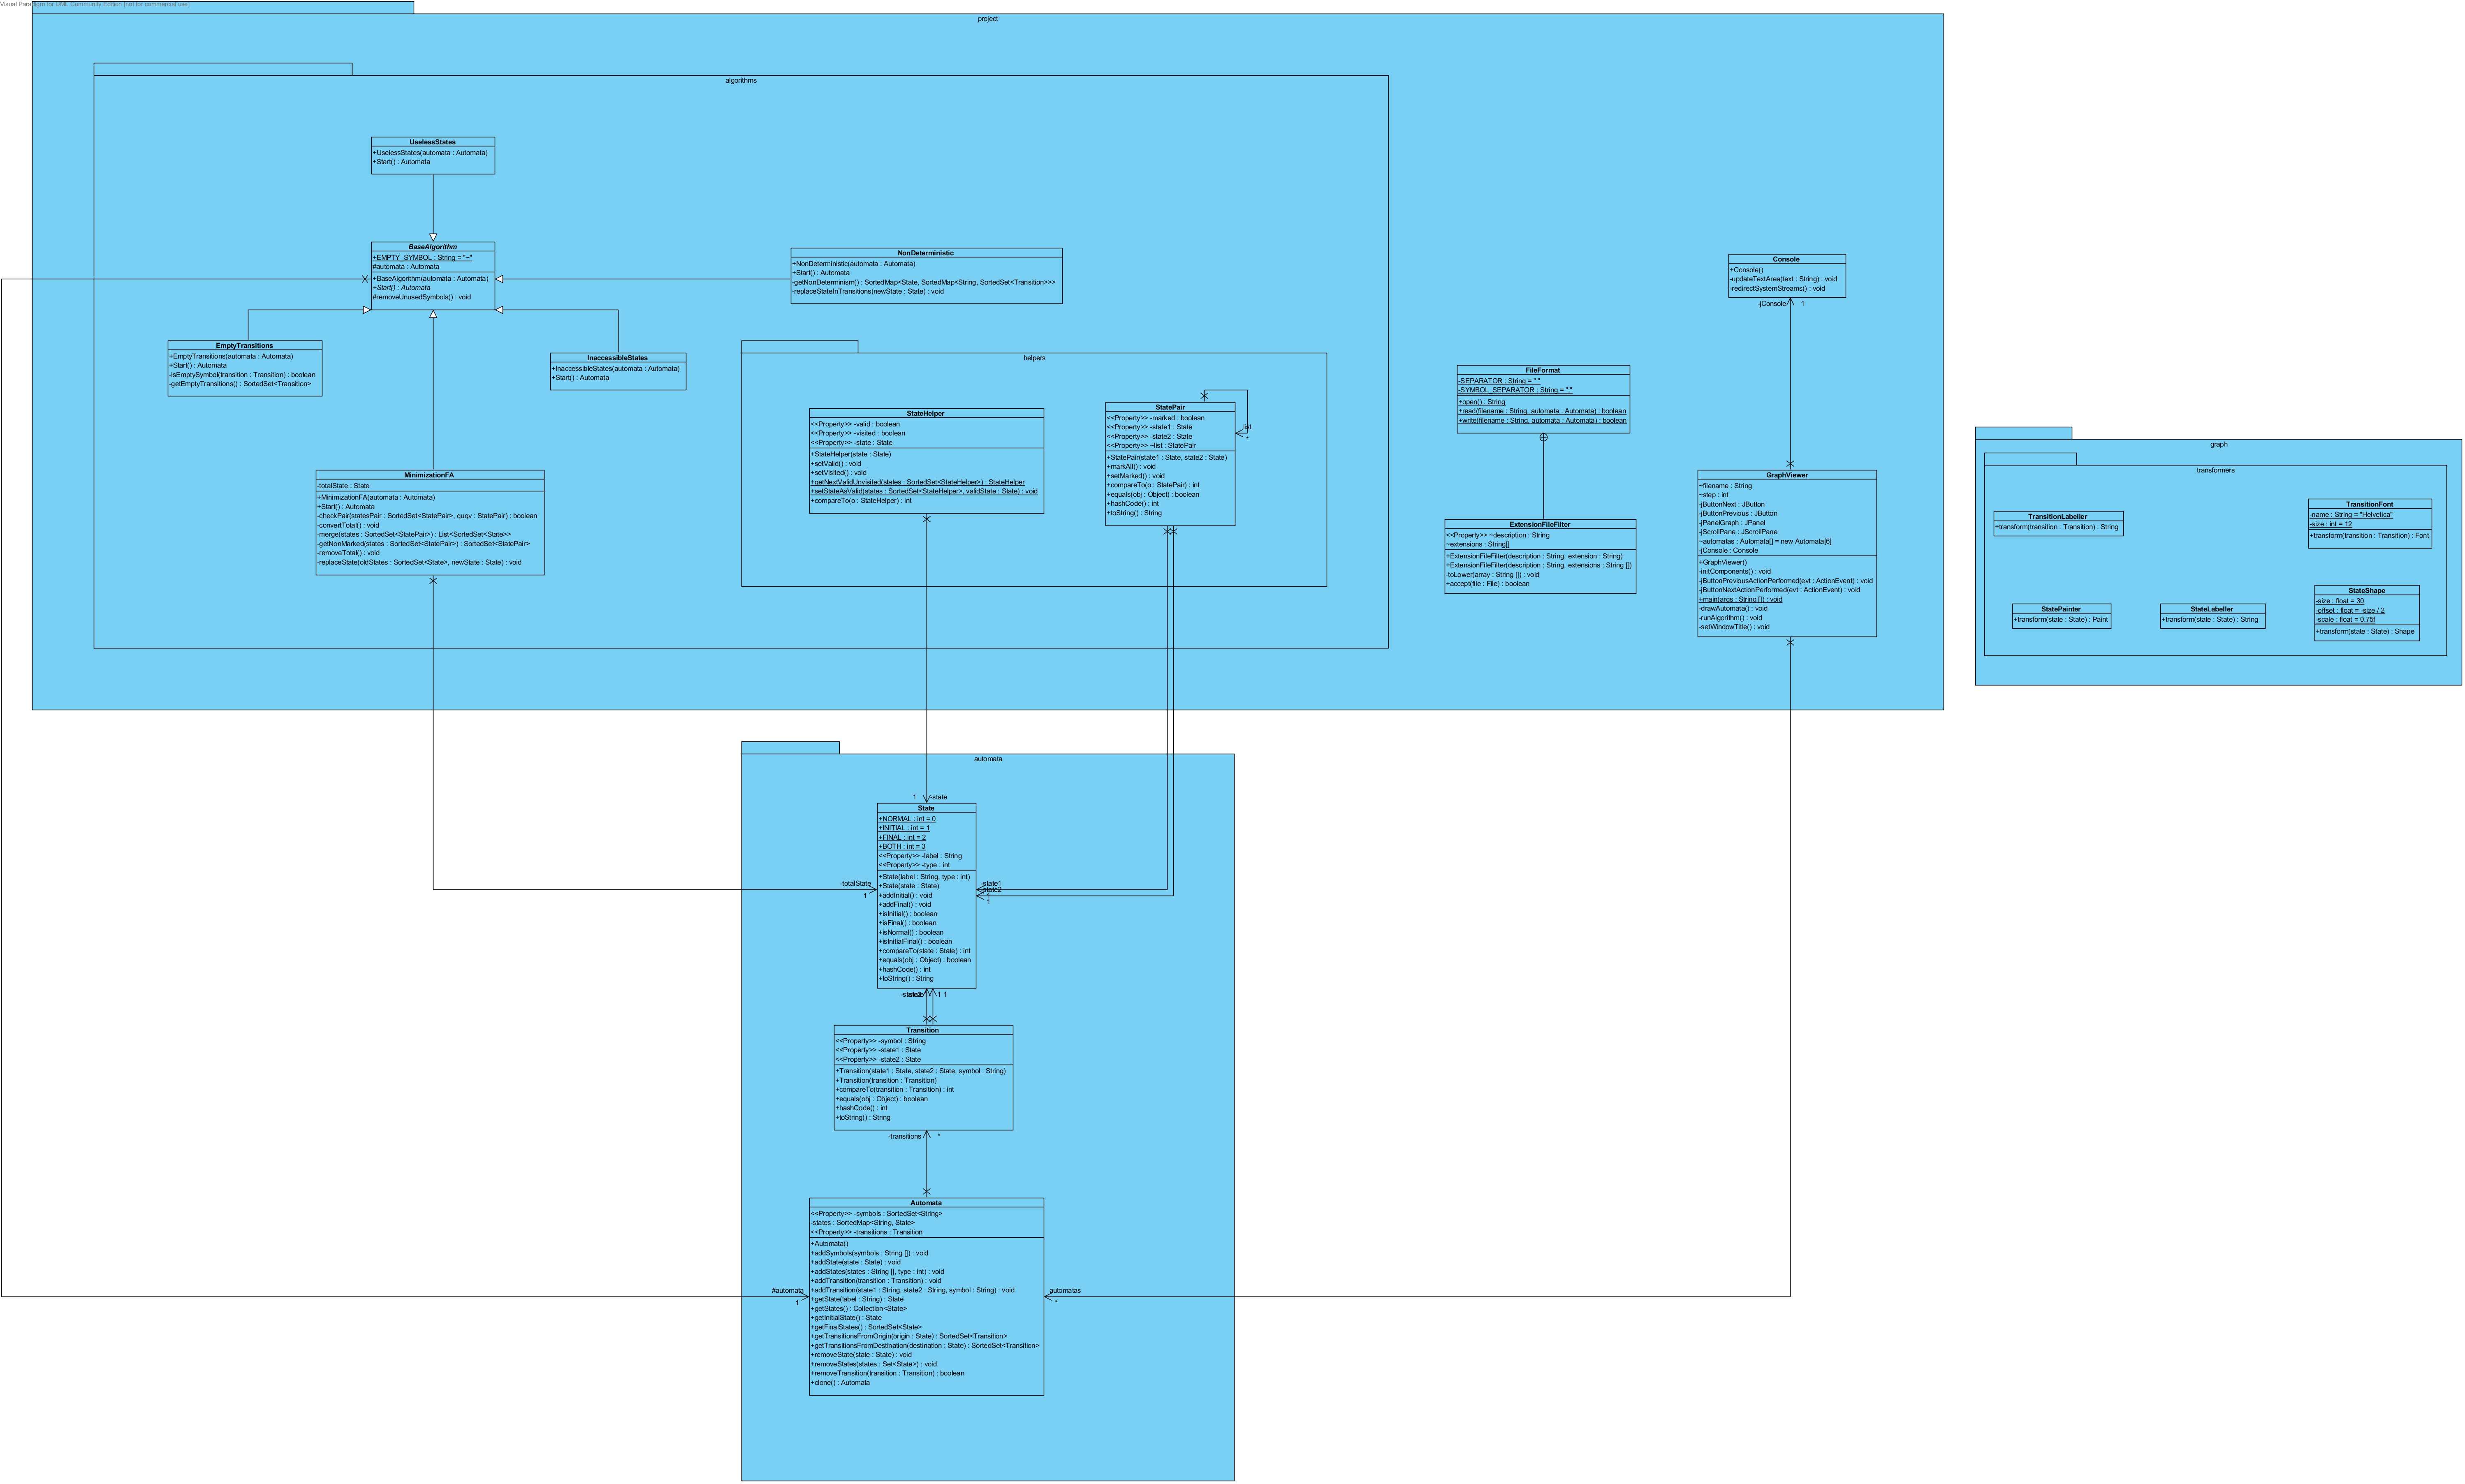 Visual Paradigm for UML Community Edition [not for commercial use]
project
algorithms
UselessStates
+UselessStates(automata : Automata)
+Start() : Automata
BaseAlgorithm
+EMPTY_SYMBOL : String = "~"
#automata : Automata
+BaseAlgorithm(automata : Automata)
+Start() : Automata
#removeUnusedSymbols() : void
NonDeterministic
+NonDeterministic(automata : Automata)
+Start() : Automata
-getNonDeterminism() : SortedMap<State, SortedMap<String, SortedSet<Transition>>>
-replaceStateInTransitions(newState : State) : void
EmptyTransitions
+EmptyTransitions(automata : Automata)
+Start() : Automata
-isEmptySymbol(transition : Transition) : boolean
-getEmptyTransitions() : SortedSet<Transition>
InaccessibleStates
+InaccessibleStates(automata : Automata)
+Start() : Automata
MinimizationFA
-totalState : State
+MinimizationFA(automata : Automata)
+Start() : Automata
-checkPair(statesPair : SortedSet<StatePair>, quqv : StatePair) : boolean
-convertTotal() : void
-merge(states : SortedSet<StatePair>) : List<SortedSet<State>>
-getNonMarked(states : SortedSet<StatePair>) : SortedSet<StatePair>
-removeTotal() : void
-replaceState(oldStates : SortedSet<State>, newState : State) : void
helpers
StateHelper
<<Property>> -valid : boolean
<<Property>> -visited : boolean
<<Property>> -state : State
+StateHelper(state : State)
+setValid() : void
+setVisited() : void
+getNextValidUnvisited(states : SortedSet<StateHelper>) : StateHelper
+setStateAsValid(states : SortedSet<StateHelper>, validState : State) : void
+compareTo(o : StateHelper) : int
StatePair
<<Property>> -marked : boolean
<<Property>> -state1 : State
<<Property>> -state2 : State
<<Property>> ~list : StatePair
+StatePair(state1 : State, state2 : State)
+markAll() : void
+setMarked() : void
+compareTo(o : StatePair) : int
+equals(obj : Object) : boolean
+hashCode() : int
+toString() : String
list
*
FileFormat
-SEPARATOR : String = " "
-SYMBOL_SEPARATOR : String = ","
+open() : String
+read(filename : String, automata : Automata) : boolean
+write(filename : String, automata : Automata) : boolean
ExtensionFileFilter
<<Property>> ~description : String
~extensions : String[]
+ExtensionFileFilter(description : String, extension : String)
+ExtensionFileFilter(description : String, extensions : String [])
-toLower(array : String []) : void
+accept(file : File) : boolean
Console
+Console()
-updateTextArea(text : String) : void
-redirectSystemStreams() : void
-jConsole 1
GraphViewer
~filename : String
~step : int
-jButtonNext : JButton
-jButtonPrevious : JButton
-jPanelGraph : JPanel
-jScrollPane : JScrollPane
~automatas : Automata[] = new Automata[6]
-jConsole : Console
+GraphViewer()
-initComponents() : void
-jButtonPreviousActionPerformed(evt : ActionEvent) : void
-jButtonNextActionPerformed(evt : ActionEvent) : void
+main(args : String []) : void
-drawAutomata() : void
-runAlgorithm() : void
-setWindowTitle() : void
graph
transformers
TransitionLabeller
+transform(transition : Transition) : String
TransitionFont
-name : String = "Helvetica"
-size : int = 12
+transform(transition : Transition) : Font
StatePainter
+transform(state : State) : Paint
StateLabeller
+transform(state : State) : String
StateShape
-size : float = 30
-offset : float = -size / 2
-scale : float = 0.75f
+transform(state : State) : Shape
automata
1 -state
State
+NORMAL : int = 0
+INITIAL : int = 1
+FINAL : int = 2
+BOTH : int = 3
<<Property>> -label : String
<<Property>> -type : int
+State(label : String, type : int)
+State(state : State)
+addInitial() : void
+addFinal() : void
+isInitial() : boolean
+isFinal() : boolean
+isNormal() : boolean
+isInitialFinal() : boolean
+compareTo(state : State) : int
+equals(obj : Object) : boolean
+hashCode() : int
+toString() : String
-totalState
1
-state1
-state2
1
1
1 1
Transition
<<Property>> -symbol : String
<<Property>> -state1 : State
<<Property>> -state2 : State
+Transition(state1 : State, state2 : State, symbol : String)
+Transition(transition : Transition)
+compareTo(transition : Transition) : int
+equals(obj : Object) : boolean
+hashCode() : int
+toString() : String
-transitions *
Automata
<<Property>> -symbols : SortedSet<String>
-states : SortedMap<String, State>
<<Property>> -transitions : Transition
+Automata()
+addSymbols(symbols : String []) : void
+addState(state : State) : void
+addStates(states : String [], type : int) : void
+addTransition(transition : Transition) : void
+addTransition(state1 : String, state2 : String, symbol : String) : void
+getState(label : String) : State
+getStates() : Collection<State>
+getInitialState() : State
+getFinalStates() : SortedSet<State>
+getTransitionsFromOrigin(origin : State) : SortedSet<Transition>
+getTransitionsFromDestination(destination : State) : SortedSet<Transition>
+removeState(state : State) : void
+removeStates(states : Set<State>) : void
+removeTransition(transition : Transition) : boolean
+clone() : Automata
#automata
1
automatas
*